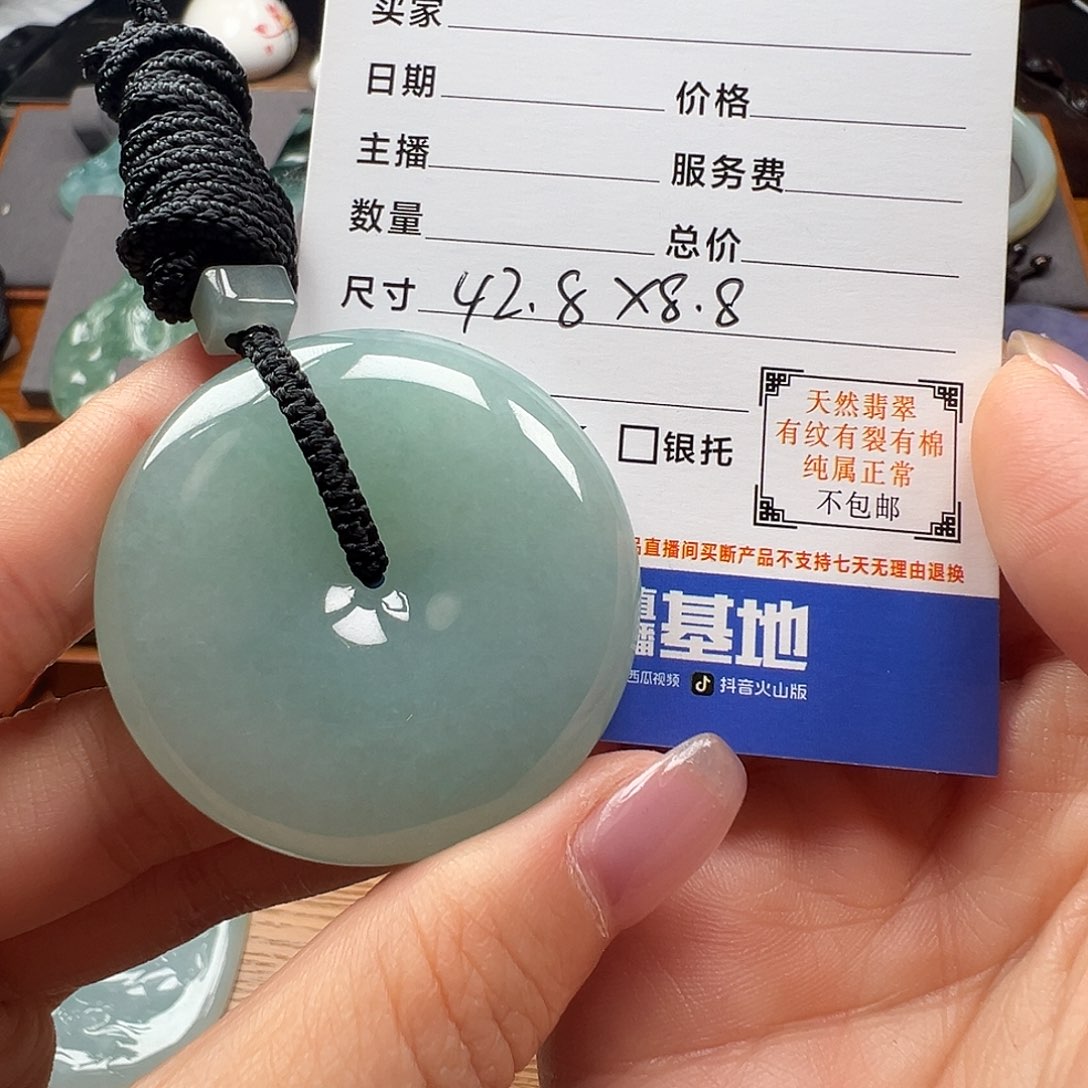 买家
日期 价格
主播 服务费
数量 总价
尺寸 42.8×8.8
银托
天然翡翠
有纹有裂有棉
纯属正常
不包邮
品直播间买断产品不支持七天无理由退换
直播基地
西瓜视频 抖音火山版